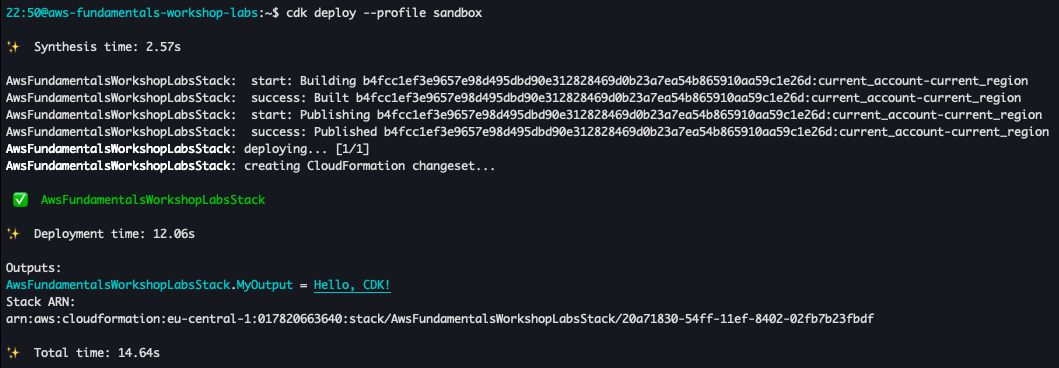 22:50@aws-fundamentals-workshop-labs:~$ cdk deploy --profile sandbox
✨ Synthesis time: 2.57s
AwsFundamentalsWorkshopLabsStack: start: Building b4fcc1ef3e9657e98d495dbd90e312828469d0b23a7ea54b865910aa59c1e26d:current_account-current_region
AwsFundamentalsWorkshopLabsStack: success: Built b4fcc1ef3e9657e98d495dbd90e312828469d0b23a7ea54b865910aa59c1e26d:current_account-current_region
AwsFundamentalsWorkshopLabsStack: start: Publishing b4fcc1ef3e9657e98d495dbd90e312828469d0b23a7ea54b865910aa59c1e26d:current_account-current_region
AwsFundamentalsWorkshopLabsStack: success: Published b4fcc1ef3e9657e98d495dbd90e312828469d0b23a7ea54b865910aa59c1e26d:current_account-current_region
AwsFundamentalsWorkshopLabsStack: deploying... [1/1]
AwsFundamentalsWorkshopLabsStack: creating CloudFormation changeset...
✅ AwsFundamentalsWorkshopLabsStack
✨ Deployment time: 12.06s
Outputs:
AwsFundamentalsWorkshopLabsStack.MyOutput = Hello, CDK!
Stack ARN:
arn:aws:cloudformation:eu-central-1:017820663640:stack/AwsFundamentalsWorkshopLabsStack/20a71830-54ff-11ef-8402-02fb7b23fbdf
✨ Total time: 14.64s